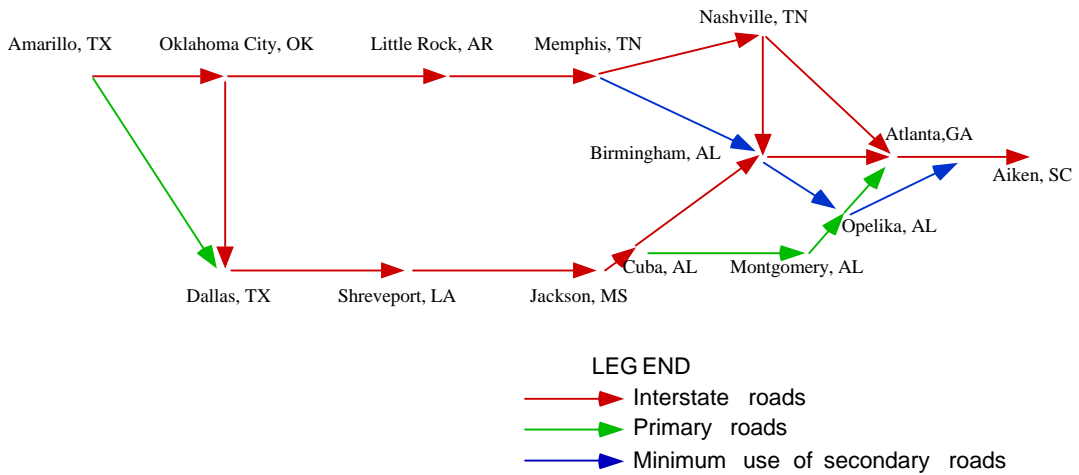 Nashville, TN
Amarillo, TX
Oklahoma City, OK
Little Rock, AR
Memphis, TN
Atlanta,GA
Birmingham, AL
Aiken, SC
Opelika, AL
Cuba, AL
Montgomery, AL
Dallas, TX
Shreveport, LA
Jackson, MS
LEG END
Interstate roads
Primary roads
Minimum use of secondary roads